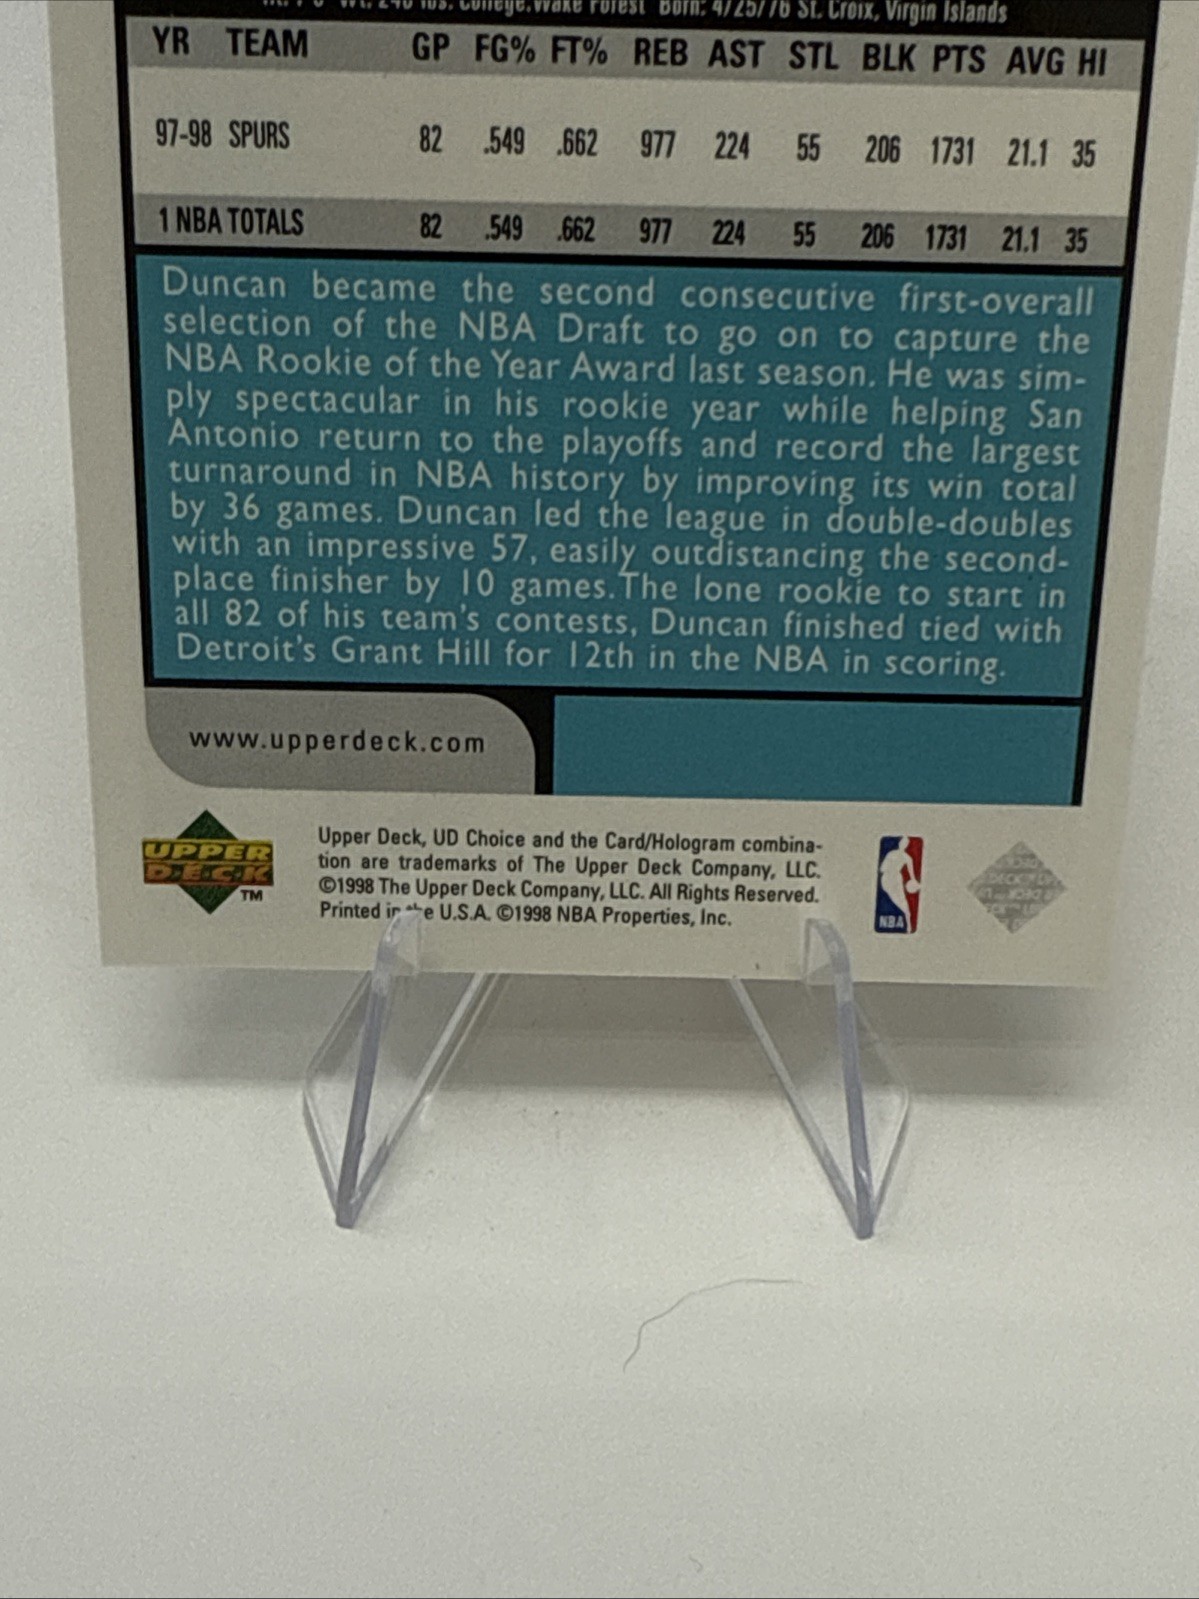 Wt. 240 lbs. College: Wake Forest Born: 4/25/76 St. Croix, Virgin Islands
YR TEAM GP FG% FT% REB AST STL BLK PTS AVG HI
97-98 SPURS 82 .549 .662 977 224 55 206 1731 21.1 35
1 NBA TOTALS 82 .549 .662 977 224 55 206 1731 21.1 35
Duncan became the second consecutive first-overall
selection of the NBA Draft to go on to capture the
NBA Rookie of the Year Award last season. He was sim-
ply spectacular in his rookie year while helping San
Antonio return to the playoffs and record the largest
turnaround in NBA history by improving its win total
by 36 games. Duncan led the league in double-doubles
with an impressive 57, easily outdistancing the second-
place finisher by 10 games. The lone rookie to start in
all 82 of his team's contests, Duncan finished tied with
Detroit's Grant Hill for 12th in the NBA in scoring.
www.upperdeck.com
UPPER
DECK
TM
Upper Deck, UD Choice and the Card/Hologram combina-
tion are trademarks of The Upper Deck Company, LLC.
©1998 The Upper Deck Company, LLC. All Rights Reserved.
Printed in the U.S.A. ©1998 NBA Properties, Inc.
NBA